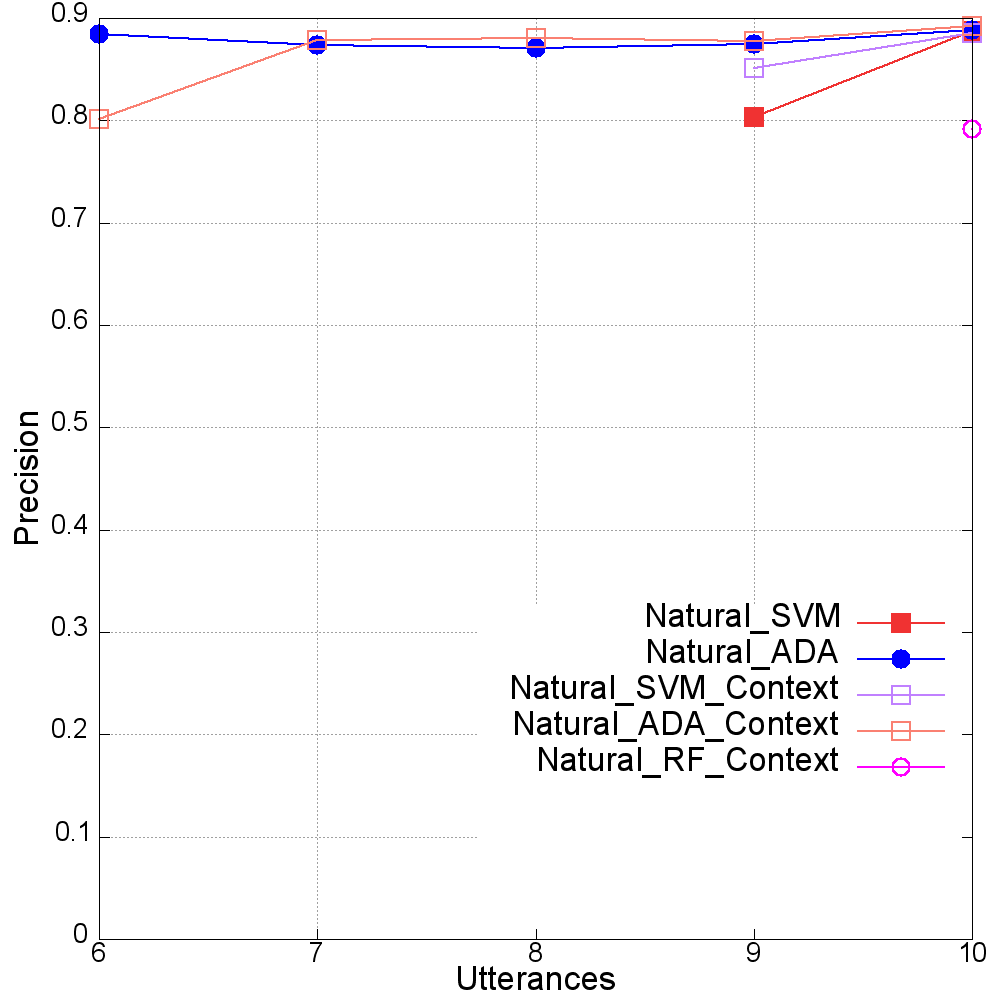 0.9
0.8
0.7
0.6
0.5
0.4
0.3
0.2
0.1
0
Precision
Natural_SVM
Natural_ADA
Natural_SVM_Context
Natural_ADA_Context
Natural_RF_Context
6 7 8 9 10
Utterances